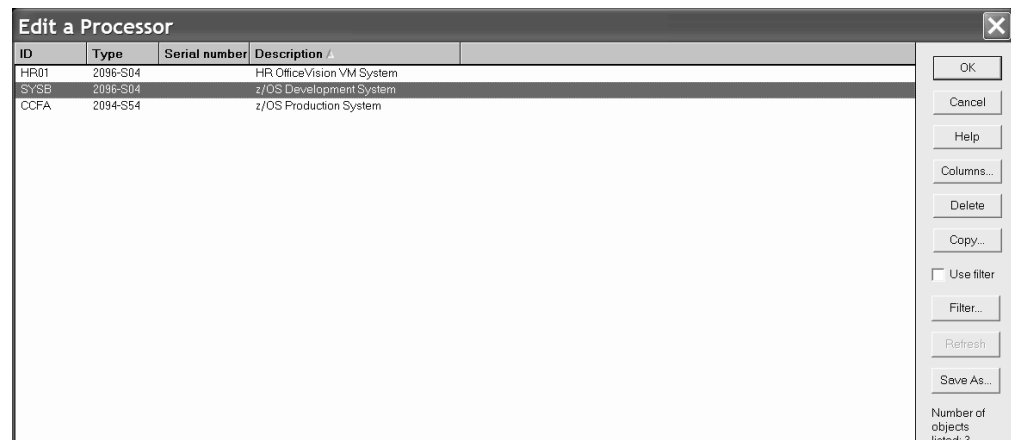 Edit a Processor
ID Type Serial number Description
HR01 2096-S04 HR OfficeVision VM System
SYSB 2096-S04 z/OS Development System
CCFA 2094-S54 z/OS Production System
OK
Cancel
Help
Columns...
Delete
Copy...
Use filter
Filter...
Refresh
Save As...
Number of
objects
listed: 3